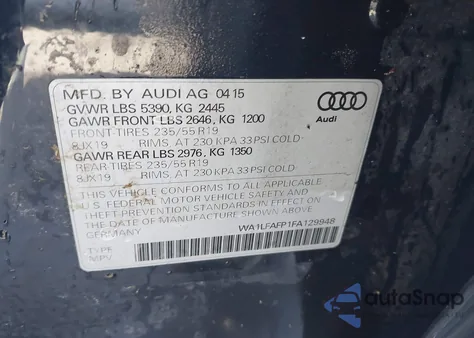 MFD. BY AUDI AG 04 15
GVWR LBS 5390, KG 2445
GAWR FRONT LBS 2646, KG 1200
FRONT-TIRES 235/55 R19
8JX19 RIMS, AT 230 KPA 33 PSI COLD
GAWR REAR LBS 2976, KG 1350
REAR-TIRES 235/55 R19
8JX19 RIMS, AT 230 KPA 33 PSI COLD
THIS VEHICLE CONFORMS TO ALL APPLICABLE
U.S. FEDERAL MOTOR VEHICLE SAFETY AND
THEFT PREVENTION STANDARDS IN EFFECT ON
THE DATE OF MANUFACTURE SHOWN ABOVE.
GERMANY
WA1LFAFP1FA129948
TYPE
MPV
Audi
autoSnap